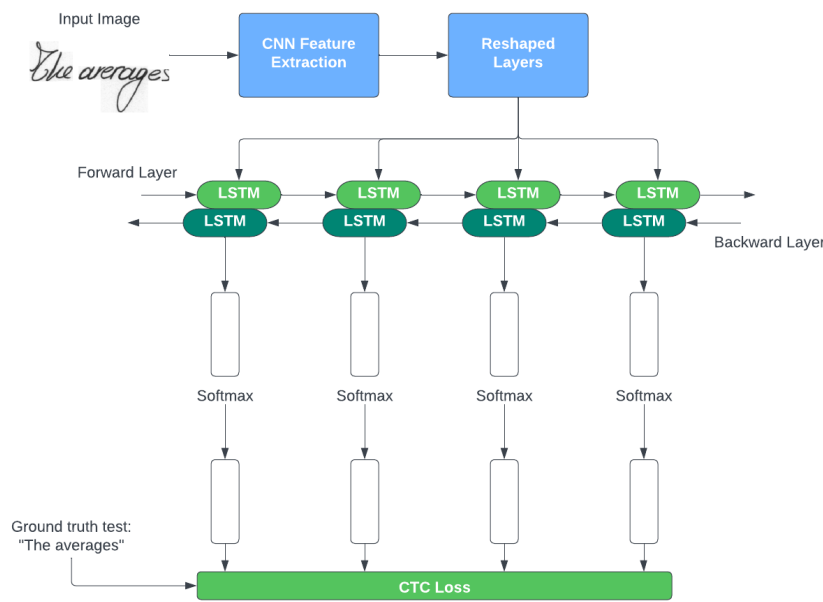 Input Image
The averages
CNN Feature
Extraction
Reshaped
Layers
Forward Layer
LSTM LSTM LSTM LSTM
LSTM LSTM LSTM LSTM
Backward Layer
Softmax Softmax Softmax Softmax
Ground truth test:
"The averages"
CTC Loss